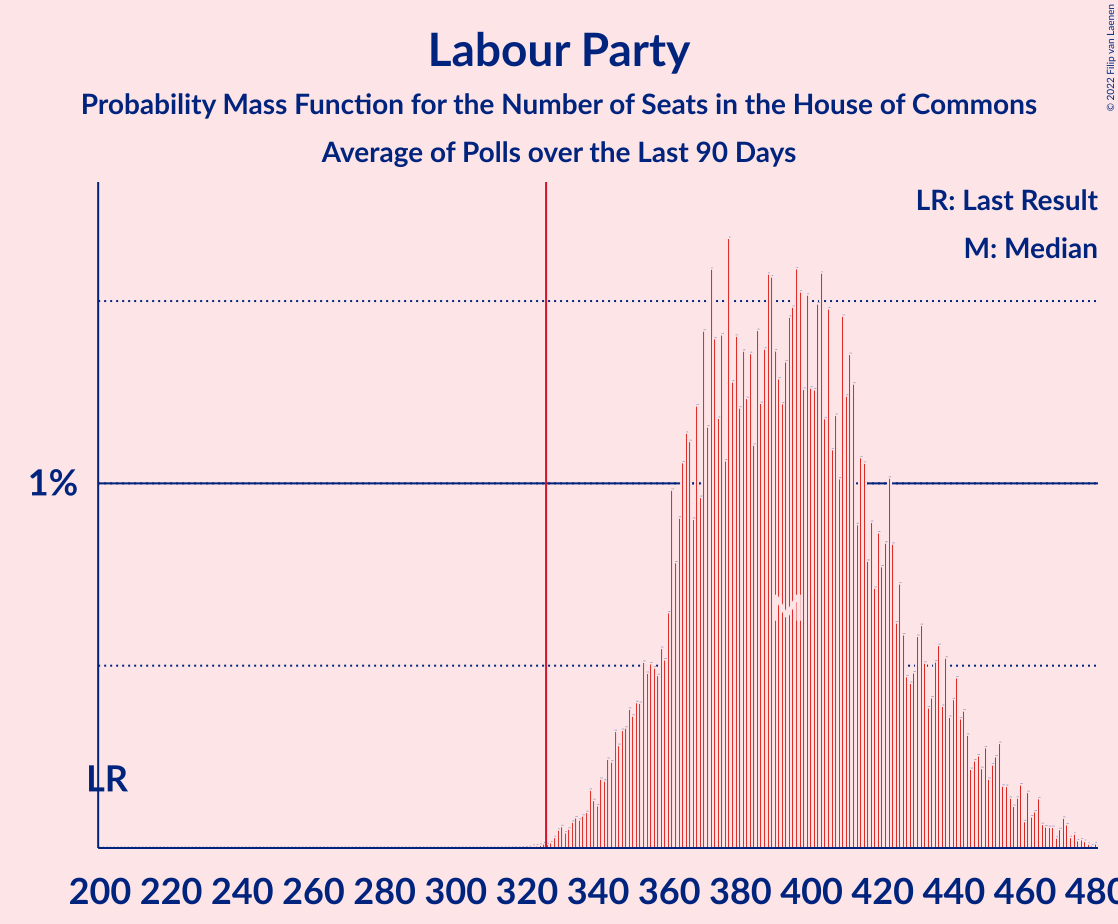 Labour Party
Probability Mass Function for the Number of Seats in the House of Commons
Average of Polls over the Last 90 Days
© 2022 Filip van Laenen
LR: Last Result
M: Median
1%
M
LR
200 220 240 260 280 300 320 340 360 380 400 420 440 460 480